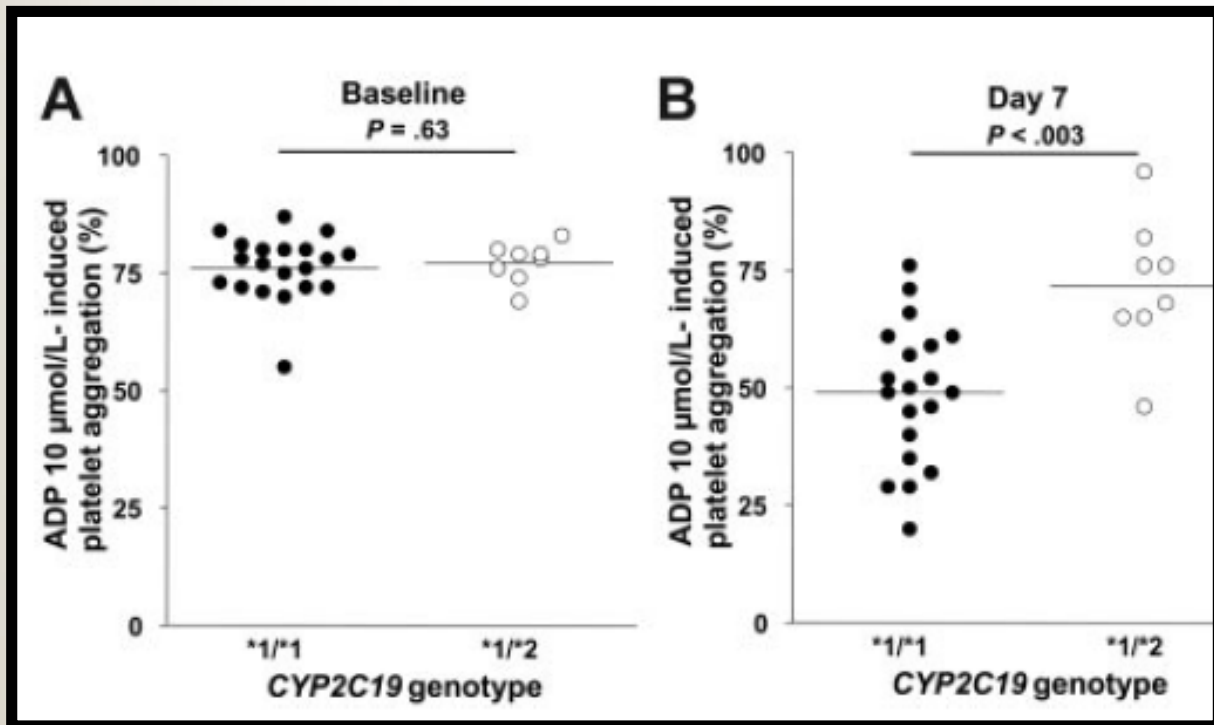 A
Baseline
P = .63
ADP 10 µmol/L- induced
platelet aggregation (%)
100
75
50
25
0
*1/*1
*1/*2
CYP2C19 genotype
B
Day 7
P < .003
ADP 10 µmol/L- induced
platelet aggregation (%)
100
75
50
25
0
*1/*1
*1/*2
CYP2C19 genotype